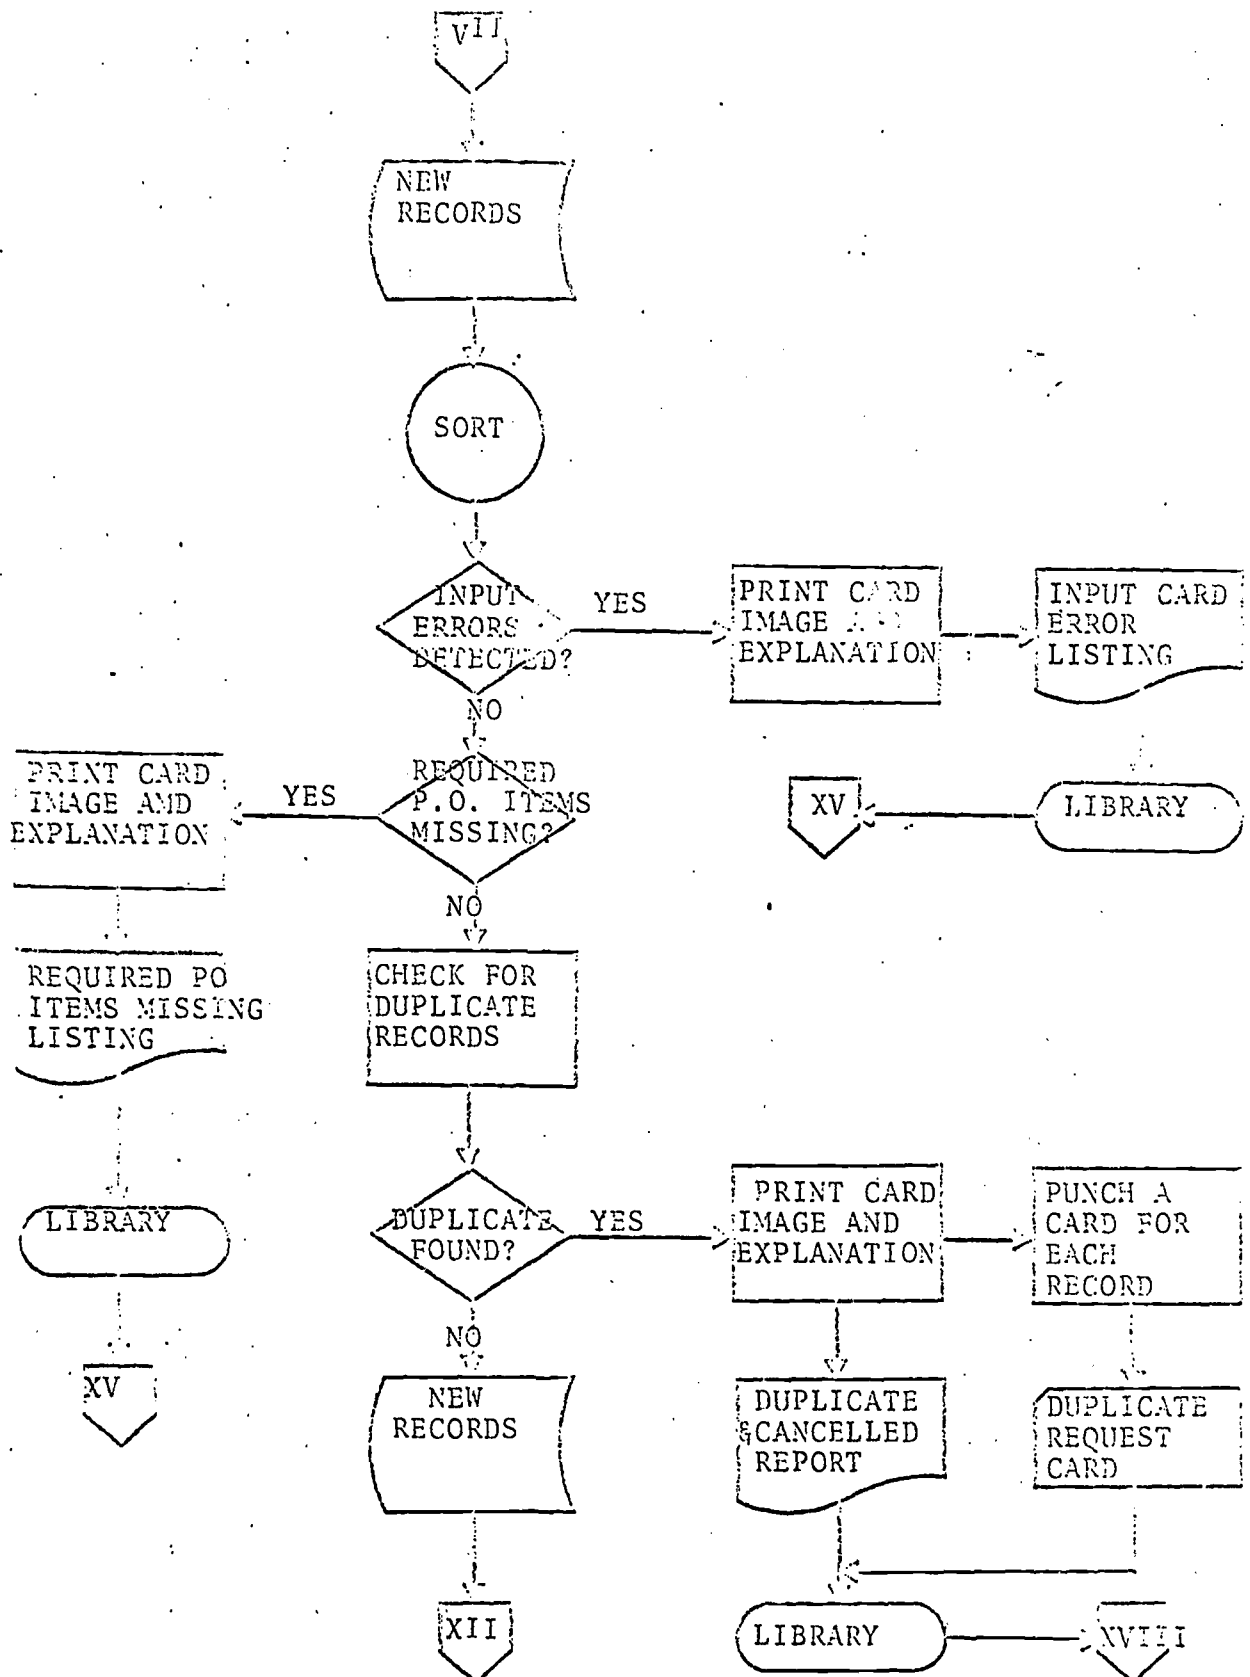 VII
NEW
RECORDS
SORT
INPUT
ERRORS
DETECTED?
YES
PRINT CARD
IMAGE AND
EXPLANATION
INPUT CARD
ERROR
LISTING
NO
PRINT CARD
IMAGE AND
EXPLANATION
YES
REQUIRED
P.O. ITEMS
MISSING?
XV
LIBRARY
NO
REQUIRED PO
ITEMS MISSING
LISTING
CHECK FOR
DUPLICATE
RECORDS
LIBRARY
DUPLICATE
FOUND?
YES
PRINT CARD
IMAGE AND
EXPLANATION
PUNCH A
CARD FOR
EACH
RECORD
NO
XV
NEW
RECORDS
DUPLICATE
&CANCELLED
REPORT
DUPLICATE
REQUEST
CARD
XII
LIBRARY
XVIII